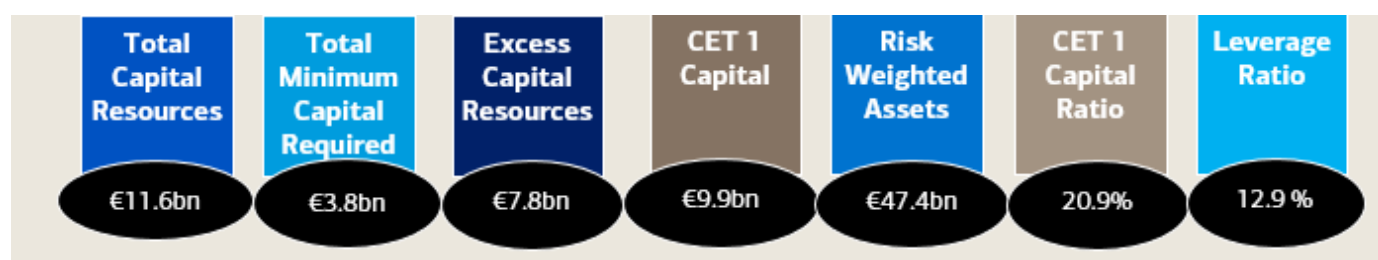 Total
Capital
Resources
€11.6bn
Total
Minimum
Capital
Required
€3.8bn
Excess
Capital
Resources
€7.8bn
CET 1
Capital
€9.9bn
Risk
Weighted
Assets
€47.4bn
CET 1
Capital
Ratio
20.9%
Leverage
Ratio
12.9 %